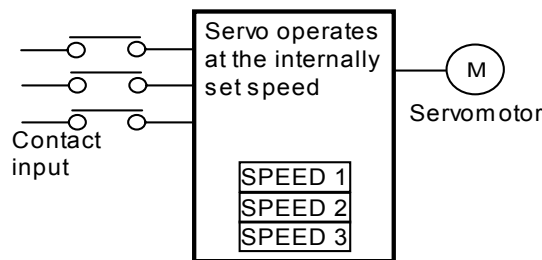 Servo operates
at the internally
set speed
M
Servomotor
Contact
input
SPEED 1
SPEED 2
SPEED 3